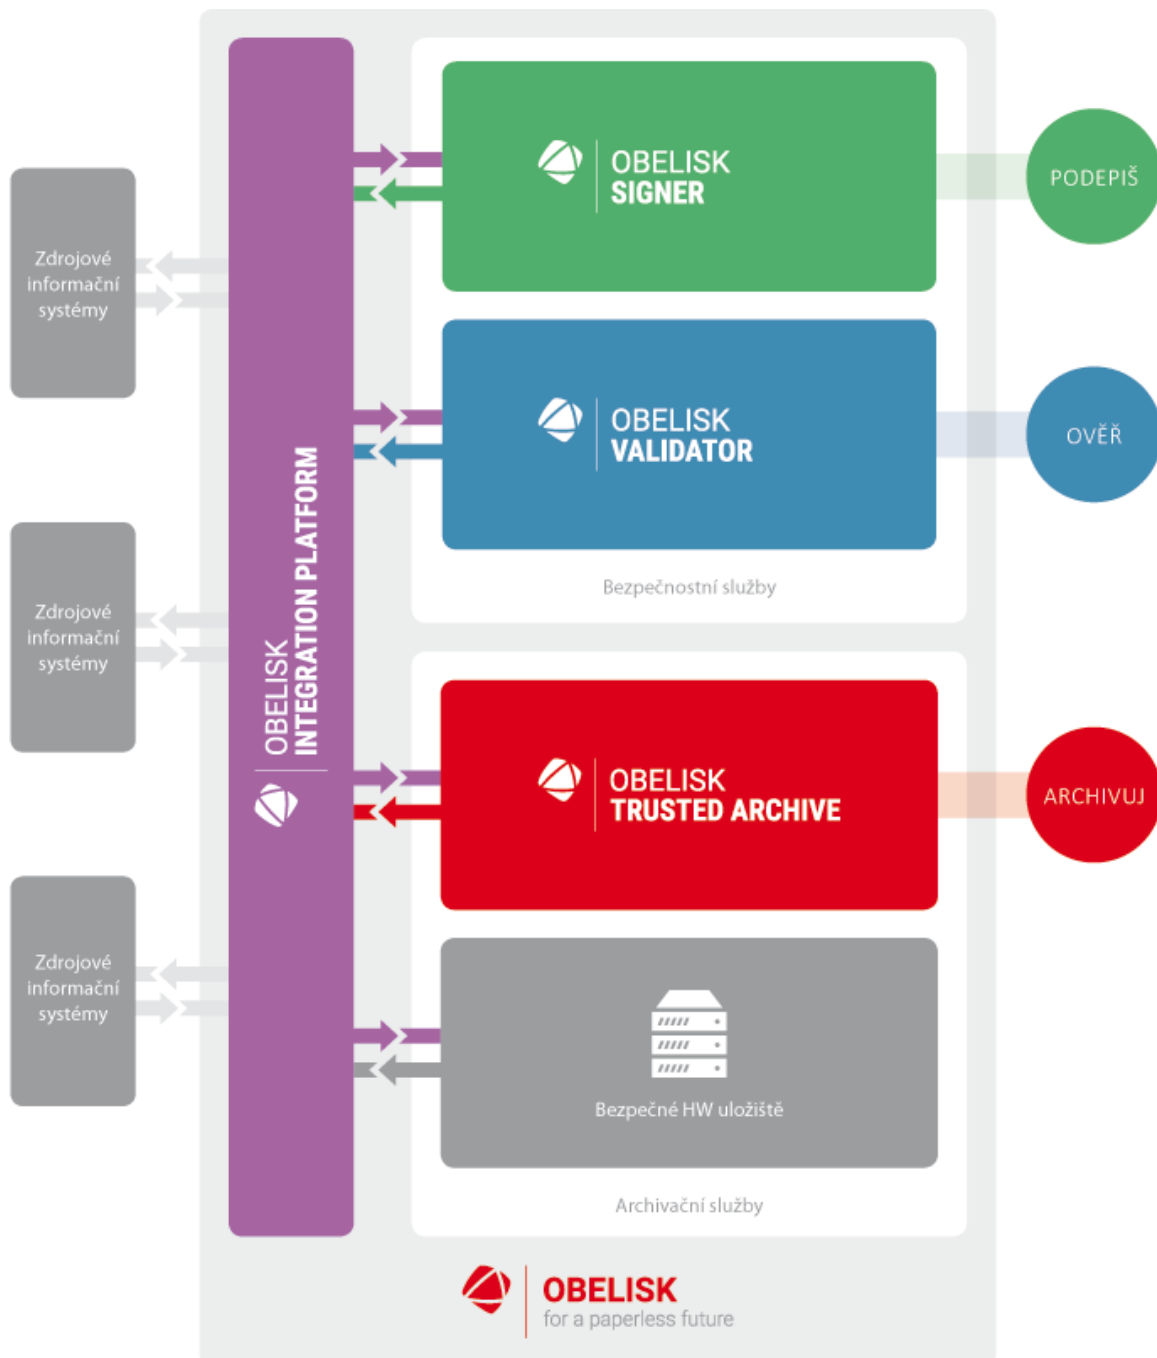 Zdrojové
informační
systémy
Zdrojové
informační
systémy
Zdrojové
informační
systémy
OBELISK
INTEGRATION PLATFORM
OBELISK
SIGNER
PODEPIŠ
OBELISK
VALIDATOR
OVĚŘ
Bezpečnostní služby
OBELISK
TRUSTED ARCHIVE
ARCHIVUJ
Bezpečné HW uložiště
Archivační služby
OBELISK
for a paperless future